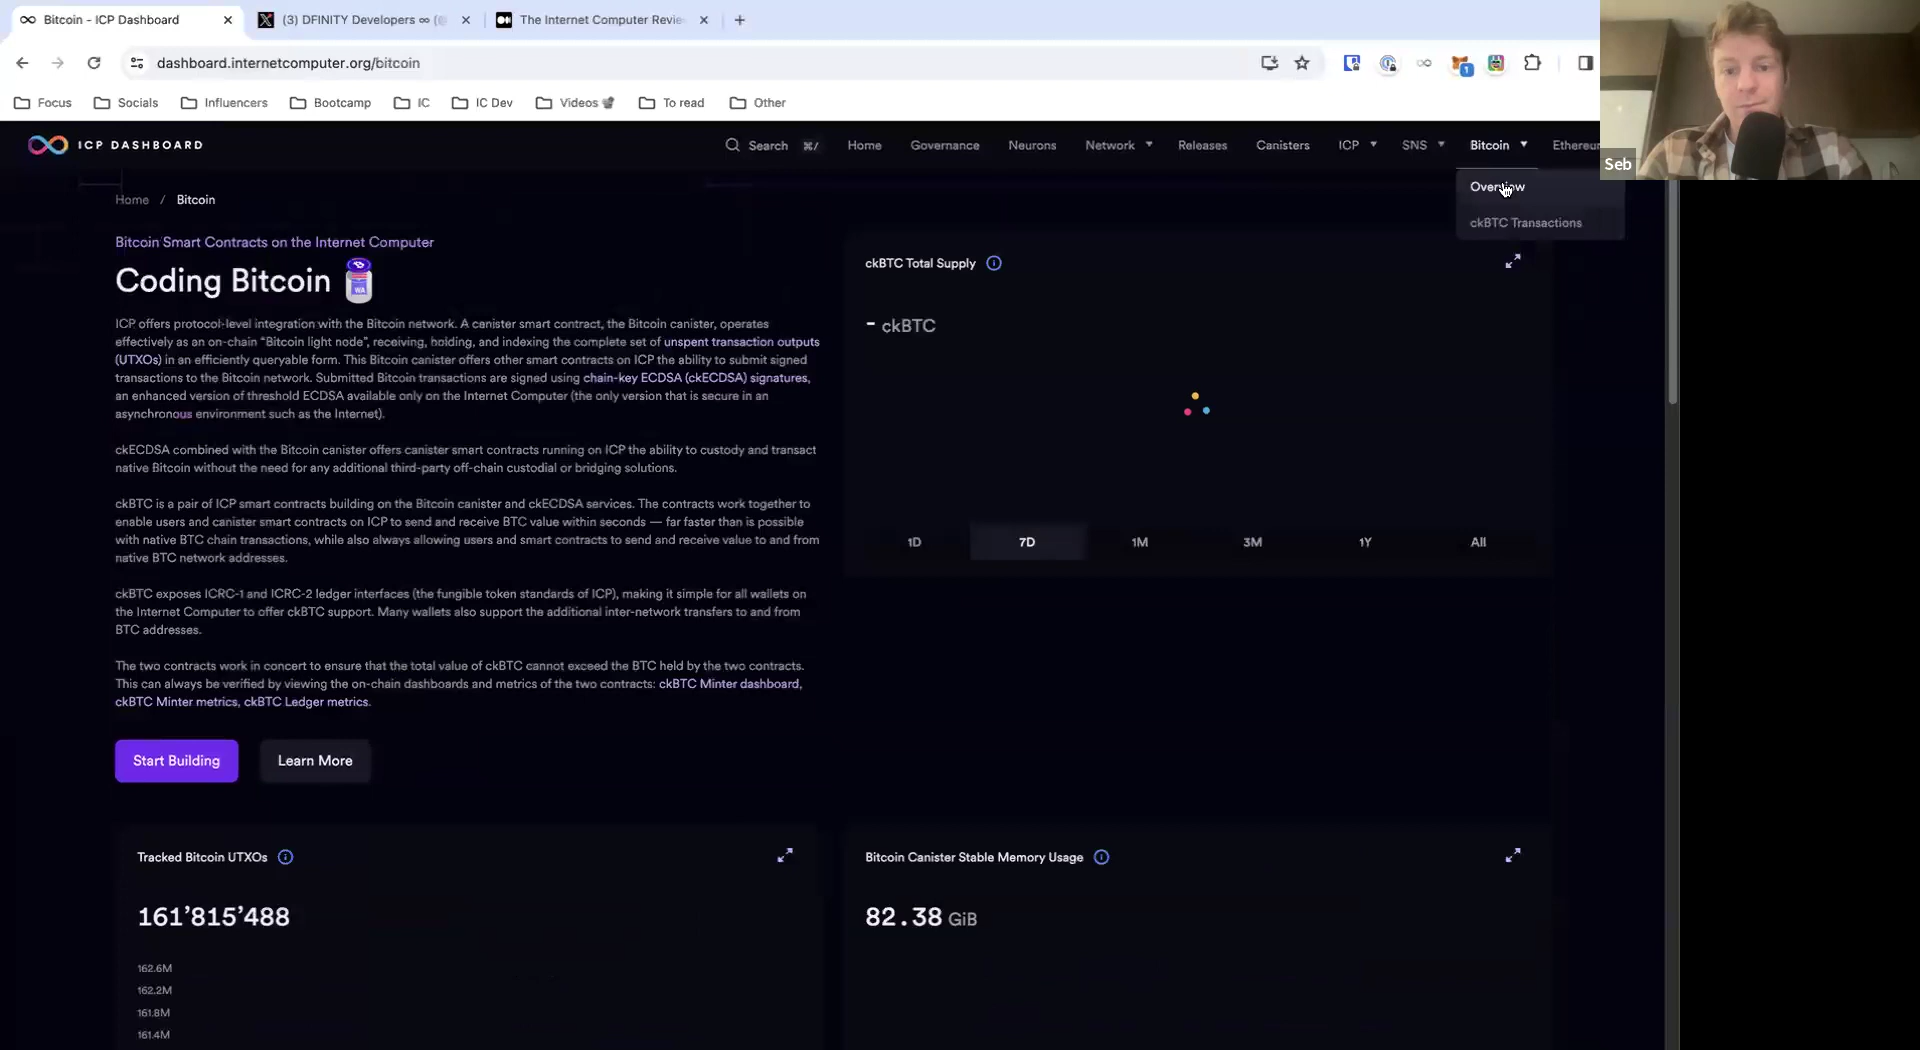 Bitcoin - ICP Dashboard
(3) DFINITY Developers ∞ (@
The Internet Computer Revie
dashboard.internetcomputer.org/bitcoin
1
Focus
Socials
Influencers
Bootcamp
IC
IC Dev
Videos
To read
Other
ICP DASHBOARD
Search ⌘/
Home
Governance
Neurons
Network
Releases
Canisters
ICP
SNS
Bitcoin
Ethereu
Seb
Overview
ckBTC Transactions
Home / Bitcoin
Bitcoin Smart Contracts on the Internet Computer
Coding Bitcoin
WA
ICP offers protocol-level integration with the Bitcoin network. A canister smart contract, the Bitcoin canister, operates
effectively as an on-chain “Bitcoin light node”, receiving, holding, and indexing the complete set of unspent transaction outputs
(UTXOs) in an efficiently queryable form. This Bitcoin canister offers other smart contracts on ICP the ability to submit signed
transactions to the Bitcoin network. Submitted Bitcoin transactions are signed using chain-key ECDSA (ckECDSA) signatures,
an enhanced version of threshold ECDSA available only on the Internet Computer (the only version that is secure in an
asynchronous environment such as the Internet).
ckECDSA combined with the Bitcoin canister offers canister smart contracts running on ICP the ability to custody and transact
native Bitcoin without the need for any additional third-party off-chain custodial or bridging solutions.
ckBTC is a pair of ICP smart contracts building on the Bitcoin canister and ckECDSA services. The contracts work together to
enable users and canister smart contracts on ICP to send and receive BTC value within seconds — far faster than is possible
with native BTC chain transactions, while also always allowing users and smart contracts to send and receive value to and from
native BTC network addresses.
ckBTC exposes ICRC-1 and ICRC-2 ledger interfaces (the fungible token standards of ICP), making it simple for all wallets on
the Internet Computer to offer ckBTC support. Many wallets also support the additional inter-network transfers to and from
BTC addresses.
The two contracts work in concert to ensure that the total value of ckBTC cannot exceed the BTC held by the two contracts.
This can always be verified by viewing the on-chain dashboards and metrics of the two contracts: ckBTC Minter dashboard,
ckBTC Minter metrics, ckBTC Ledger metrics.
Start Building
Learn More
ckBTC Total Supply
- ckBTC
1D
7D
1M
3M
1Y
All
Tracked Bitcoin UTXOs
161’815’488
162.6M
162.2M
161.8M
161.4M
Bitcoin Canister Stable Memory Usage
82.38 GiB